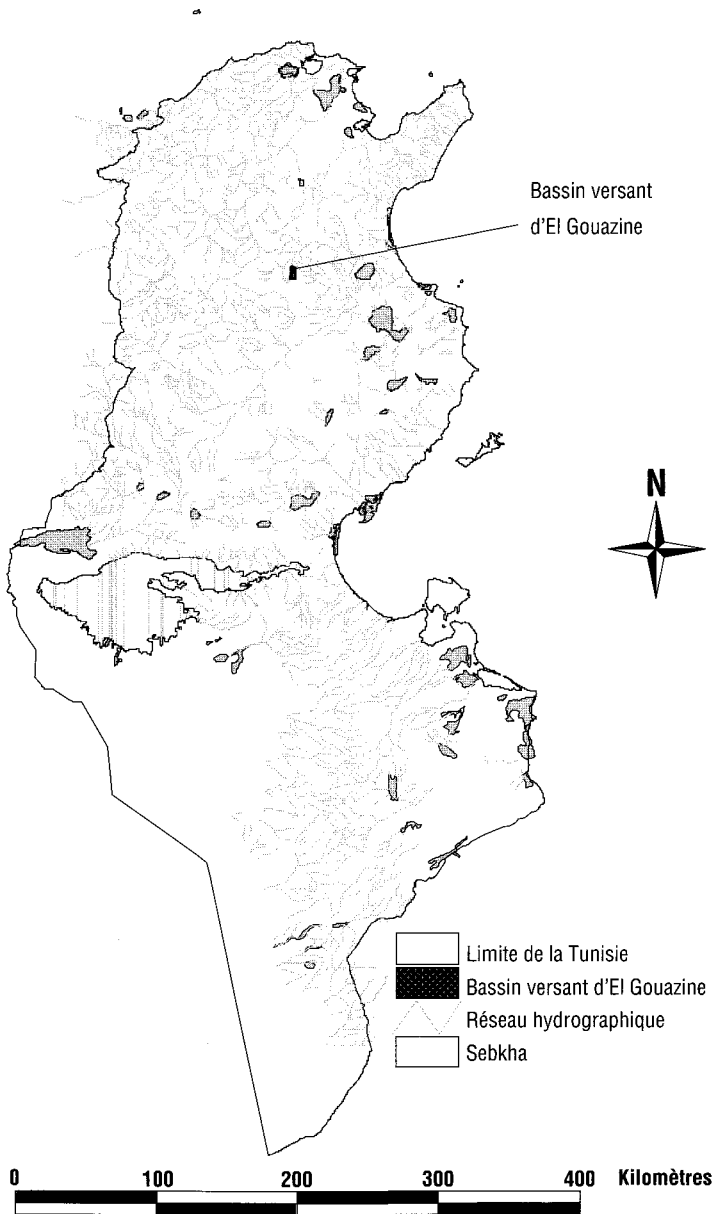 Bassin versant
d'El Gouazine
N
Limite de la Tunisie
Bassin versant d'El Gouazine
Réseau hydrographique
Sebkha
0 100 200 300 400 Kilomètres